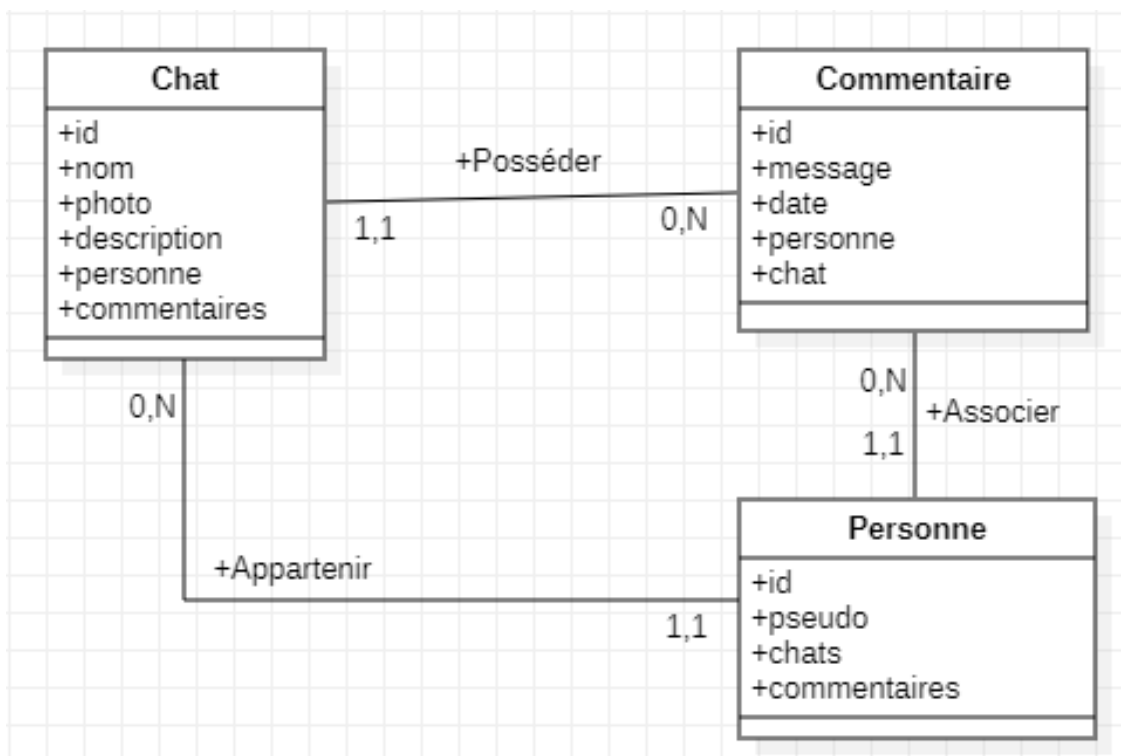 Chat
+id
+nom
+photo
+description
+personne
+commentaires
+Posséder
1,1
0,N
Commentaire
+id
+message
+date
+personne
+chat
0,N
+Associer
1,1
0,N
+Appartenir
1,1
Personne
+id
+pseudo
+chats
+commentaires